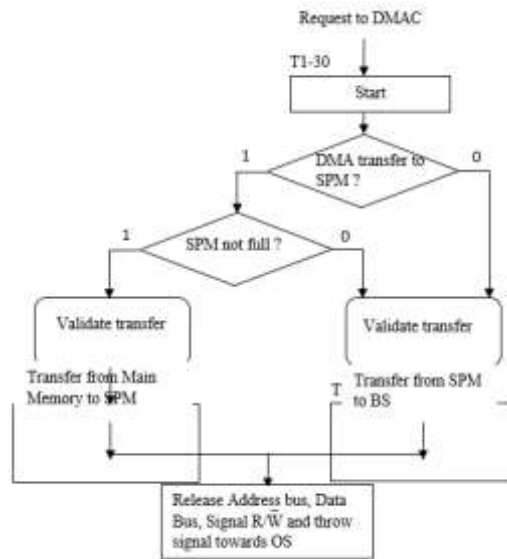 Request to DMAC
T1-30
Start
1
DMA transfer to
SPM ?
0
1
SPM not full ?
0
Validate transfer
Validate transfer
Transfer from Main
Memory to SPM
T
Transfer from SPM
to BS
Release Address bus, Data
Bus, Signal R/W̅ and throw
signal towards OS